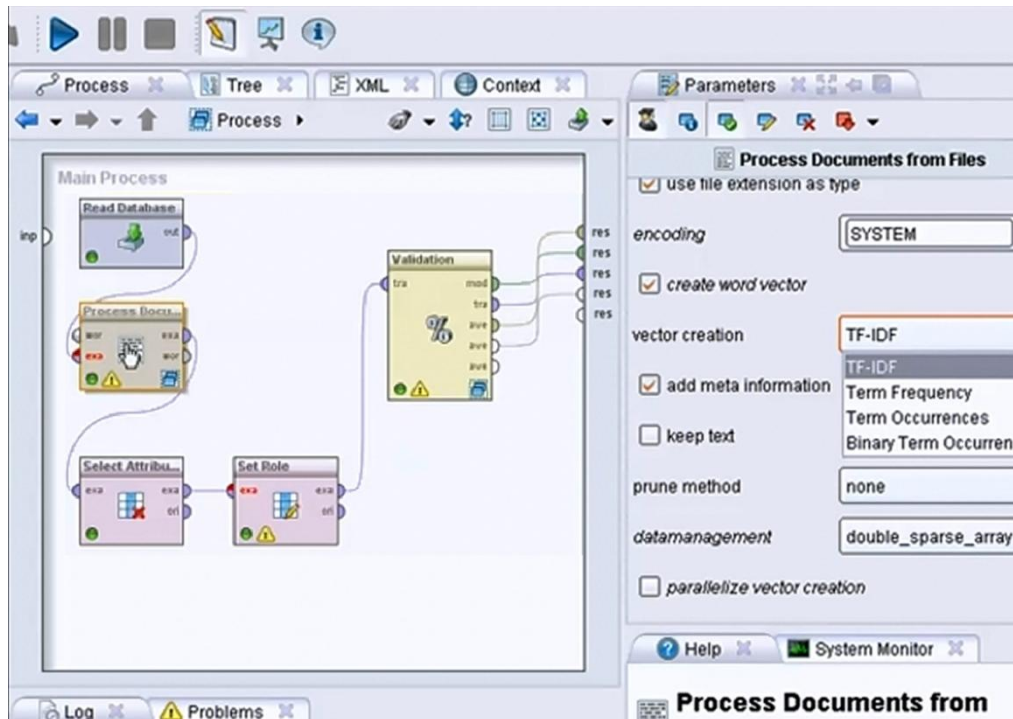 Process
Tree
XML
Context
Process
Main Process
inp
Read Database
out
Process Docu...
wor
exa
exa
wor
Select Attribu...
exa
exa
ori
Set Role
exa
exa
ori
Validation
tra
mod
tra
ave
ave
ave
res
res
res
res
res
Log
Problems
Parameters
Process Documents from Files
use file extension as type
encoding
SYSTEM
create word vector
vector creation
TF-IDF
TF-IDF
Term Frequency
Term Occurrences
Binary Term Occurren
add meta information
keep text
prune method
none
datamanagement
double_sparse_array
parallelize vector creation
Help
System Monitor
Process Documents from